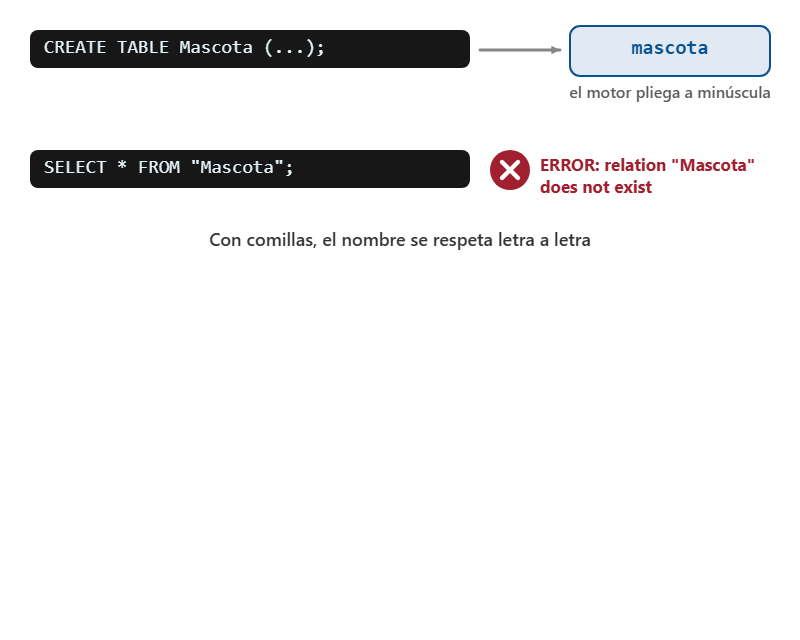 CREATE TABLE Mascota (...);
mascota
el motor pliega a minúscula
SELECT * FROM "Mascota";
ERROR: relation "Mascota"
does not exist
Con comillas, el nombre se respeta letra a letra